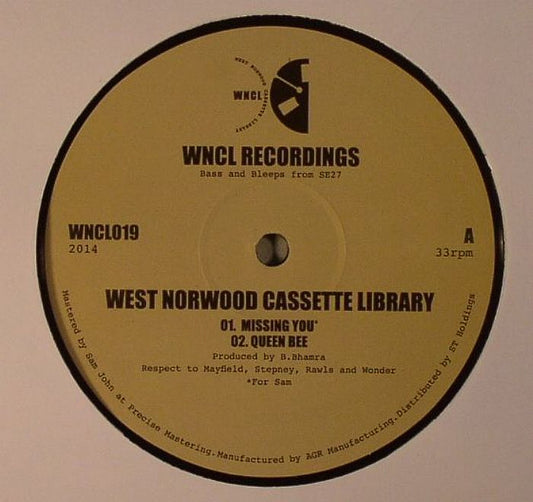 WEST NORWOOD CASSETTE LIBRARY
WNCL
WNCL RECORDINGS
Bass and Bleeps from SE27
WNCL019
2014
A
33rpm
WEST NORWOOD CASSETTE LIBRARY
01. MISSING YOU*
02. QUEEN BEE
Produced by B.Bhamra
Respect to Mayfield, Stepney, Rawls and Wonder
*For Sam
Mastered by Sam John at Precise Mastering.Manufactured by AGR Manufacturing.Distributed by ST Holdings